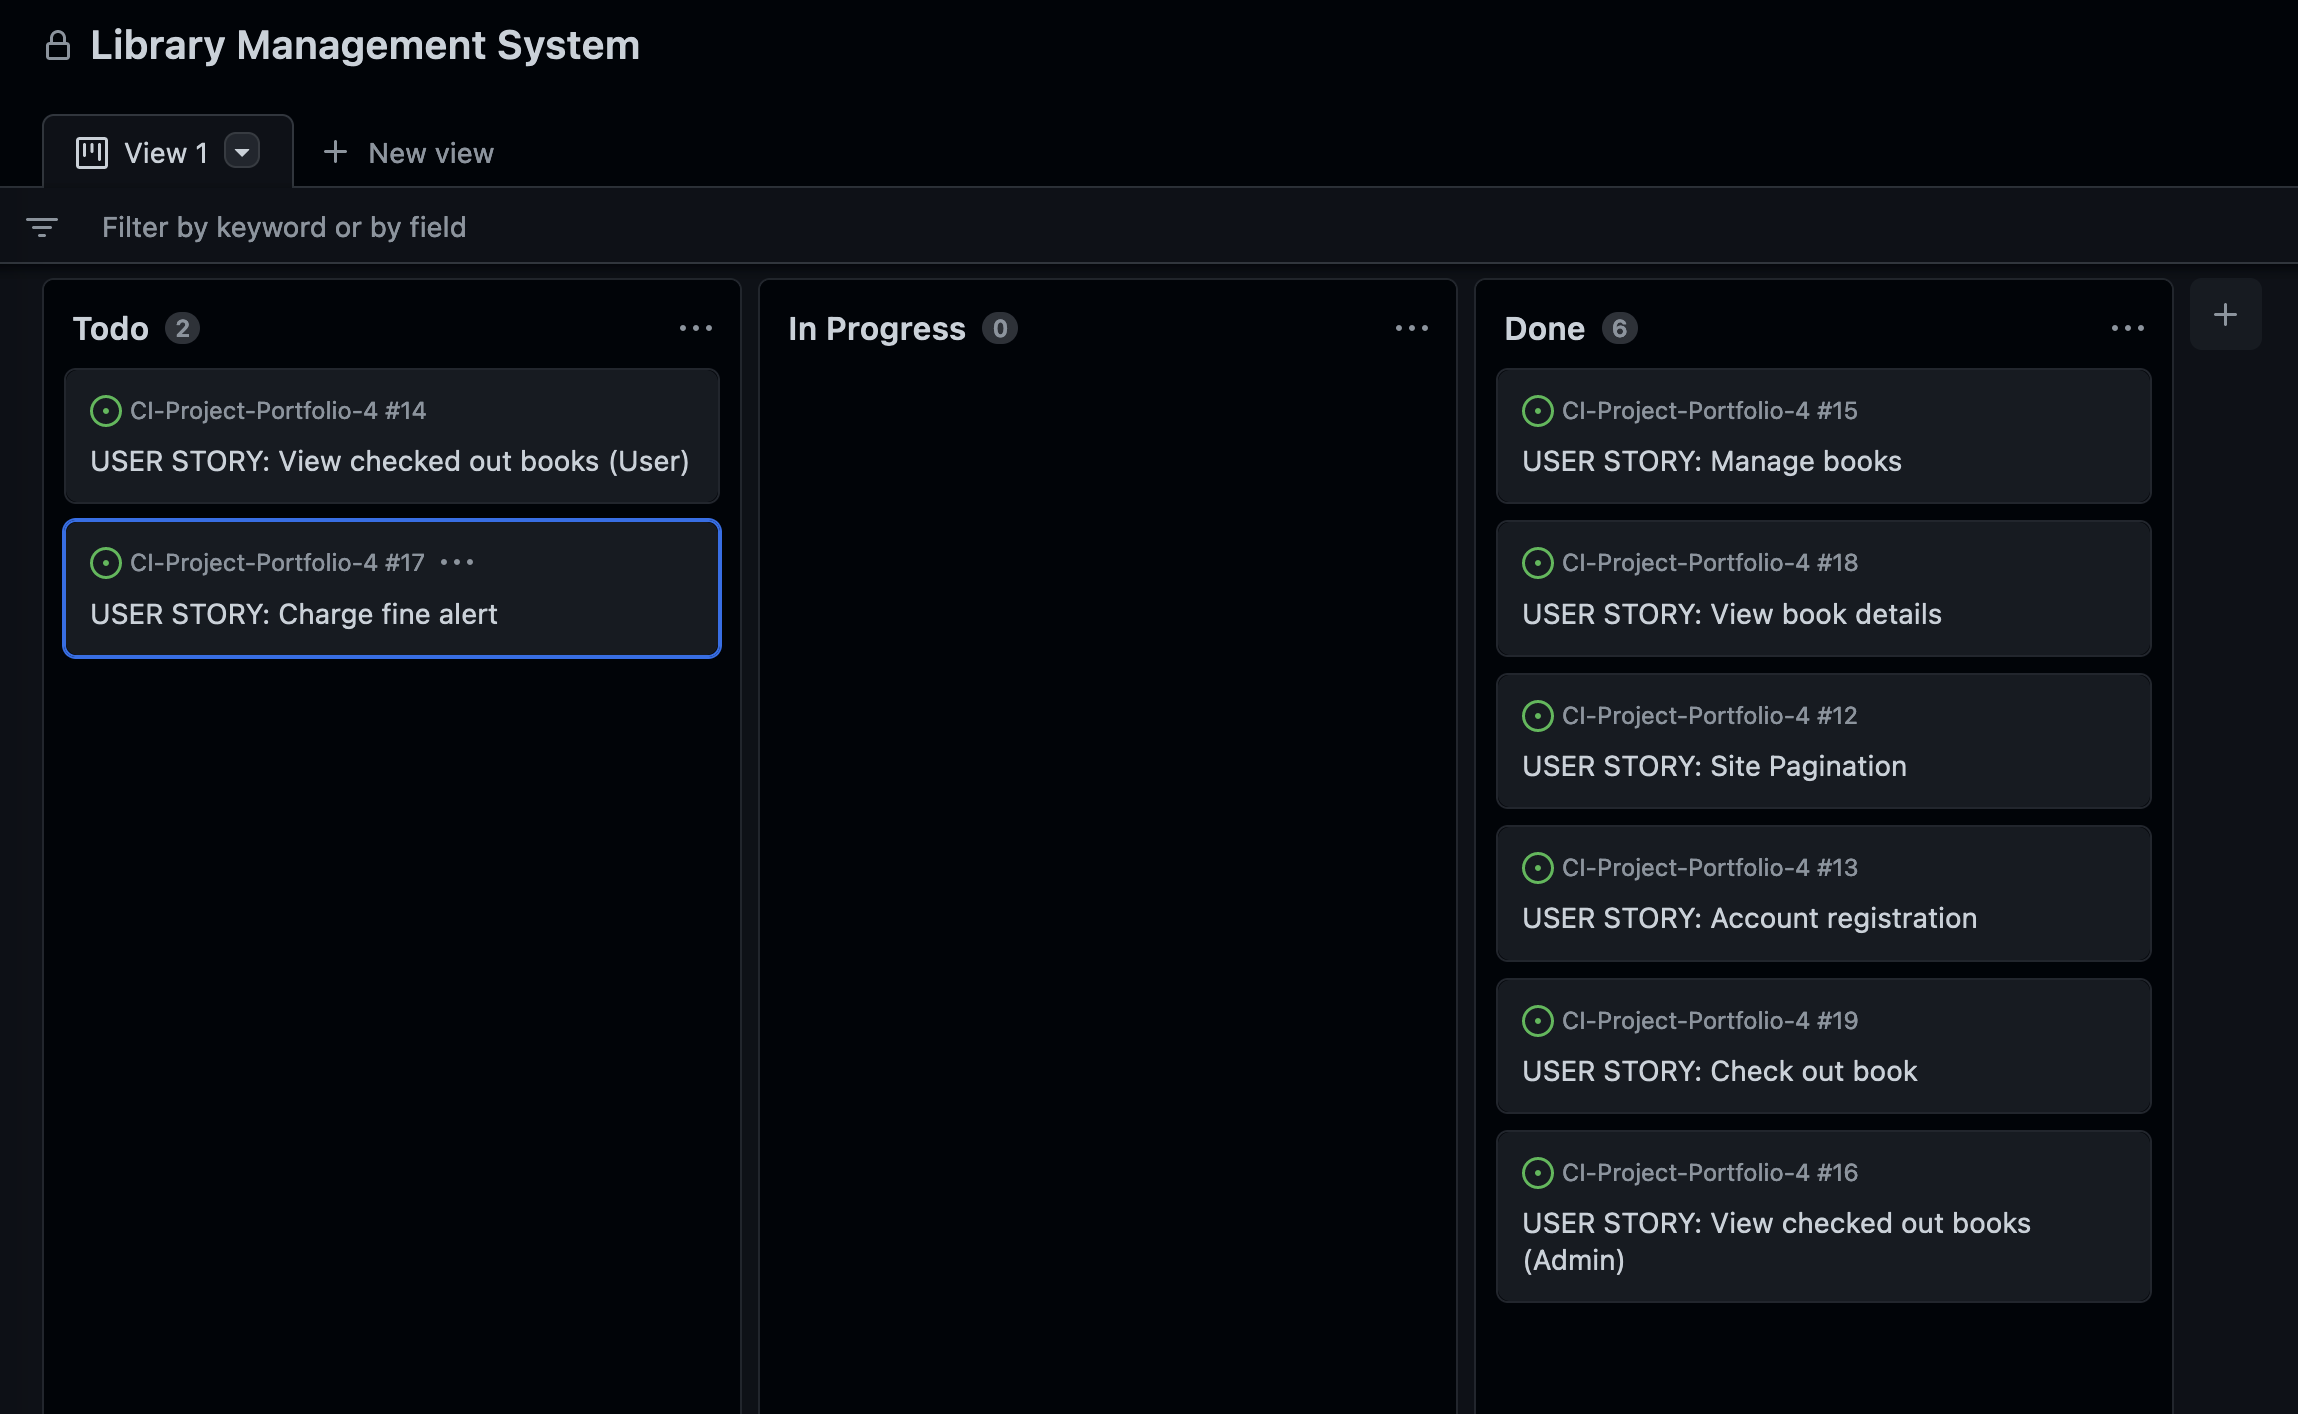 Library Management System
View 1
New view
Filter by keyword or by field
Todo 2
CI-Project-Portfolio-4 #14
USER STORY: View checked out books (User)
CI-Project-Portfolio-4 #17
USER STORY: Charge fine alert
In Progress 0
Done 6
CI-Project-Portfolio-4 #15
USER STORY: Manage books
CI-Project-Portfolio-4 #18
USER STORY: View book details
CI-Project-Portfolio-4 #12
USER STORY: Site Pagination
CI-Project-Portfolio-4 #13
USER STORY: Account registration
CI-Project-Portfolio-4 #19
USER STORY: Check out book
CI-Project-Portfolio-4 #16
USER STORY: View checked out books
(Admin)